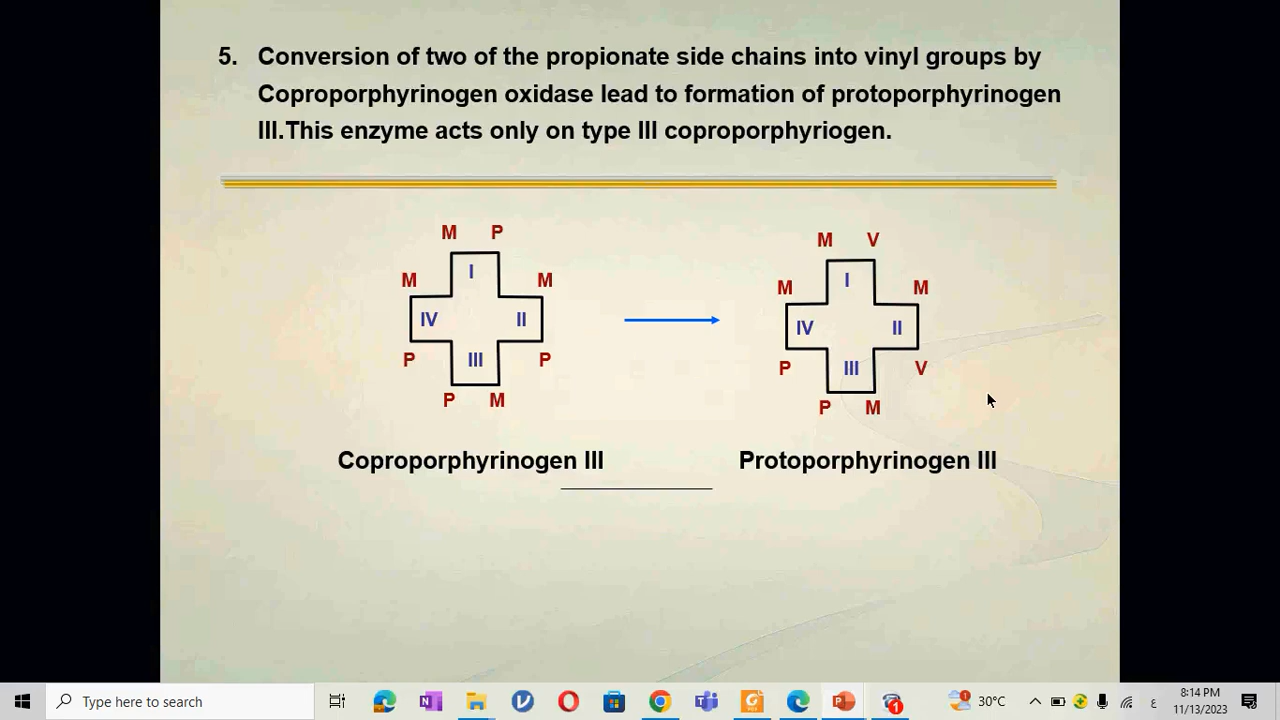 5. Conversion of two of the propionate side chains into vinyl groups by
Coproporphyrinogen oxidase lead to formation of protoporphyrinogen
III.This enzyme acts only on type III coproporphyriogen.
M P
M I M
IV II
P III P
P M
M V
M I M
IV II
P III V
P M
Coproporphyrinogen III
Protoporphyrinogen III
Type here to search
1
1
30°C
ع
8:14 PM
11/13/2023